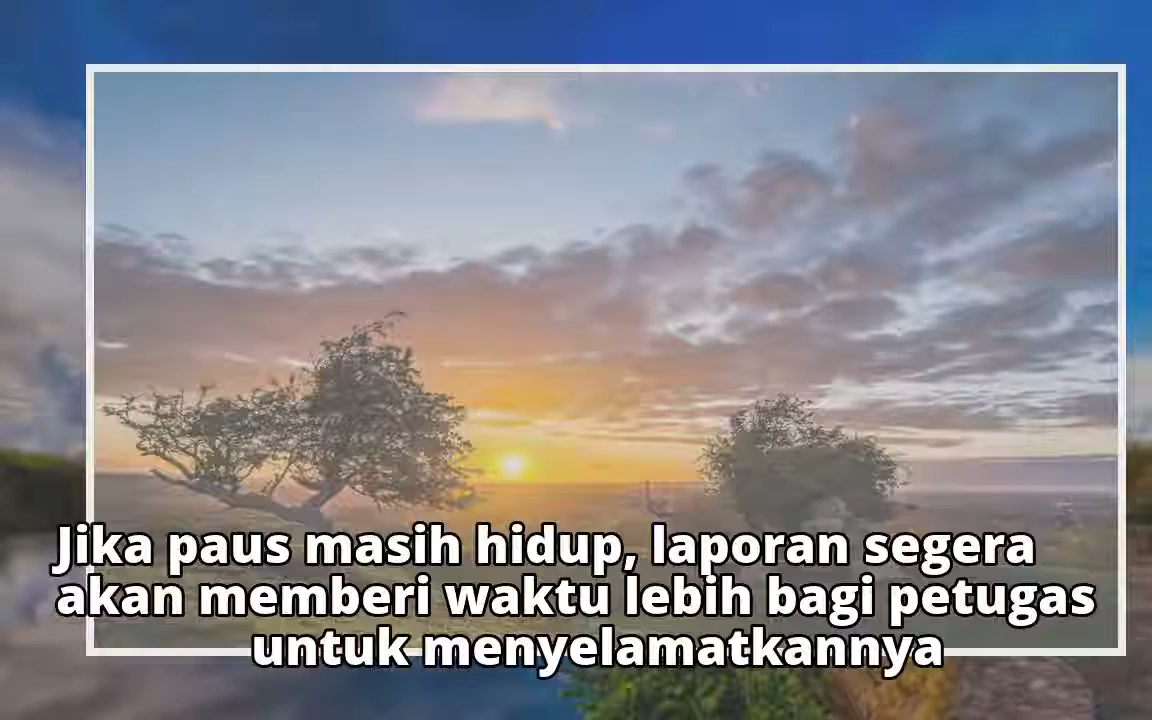 Jika paus masih hidup, laporan segera
akan memberi waktu lebih bagi petugas
untuk menyelamatkannya